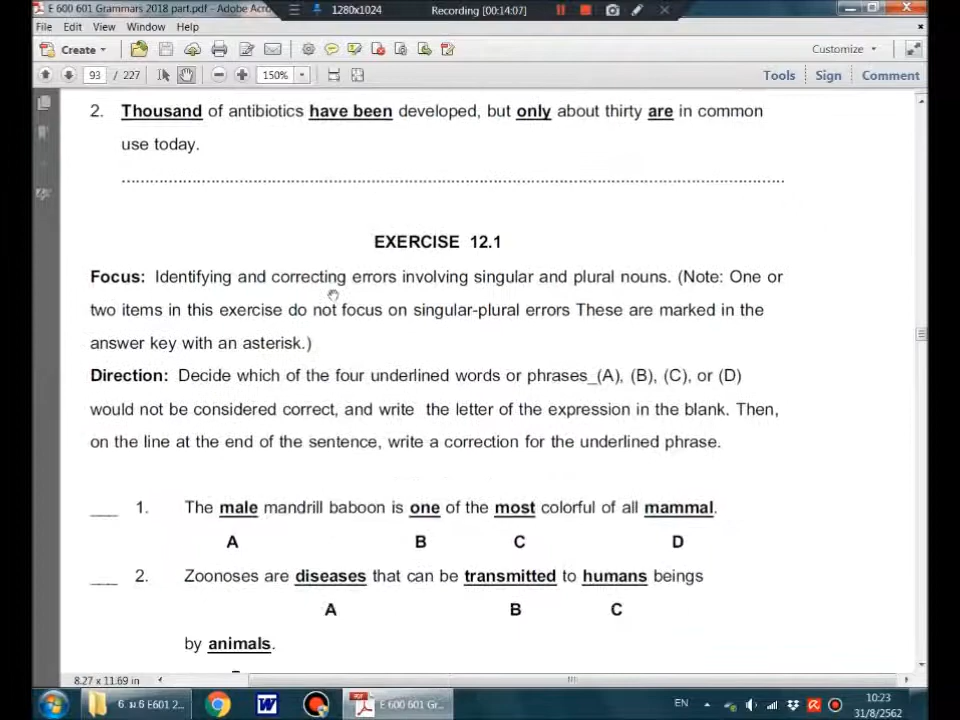 E 600 601 Grammars 2018 part.pdf - Adobe Acro
1280x1024
Recording [00:14:07]
File Edit View Window Help
Create
Customize
93 / 227
150%
Tools Sign Comment
2. Thousand of antibiotics have been developed, but only about thirty are in common
use today.
EXERCISE 12.1
Focus: Identifying and correcting errors involving singular and plural nouns. (Note: One or
two items in this exercise do not focus on singular-plural errors These are marked in the
answer key with an asterisk.)
Direction: Decide which of the four underlined words or phrases_(A), (B), (C), or (D)
would not be considered correct, and write the letter of the expression in the blank. Then,
on the line at the end of the sentence, write a correction for the underlined phrase.
___ 1. The male mandrill baboon is one of the most colorful of all mammal.
A B C D
___ 2. Zoonoses are diseases that can be transmitted to humans beings
A B C
by animals.
8.27 x 11.69 in
6. ม.6 E601 2...
E 600 601 Gr...
EN
10:23
31/8/2562